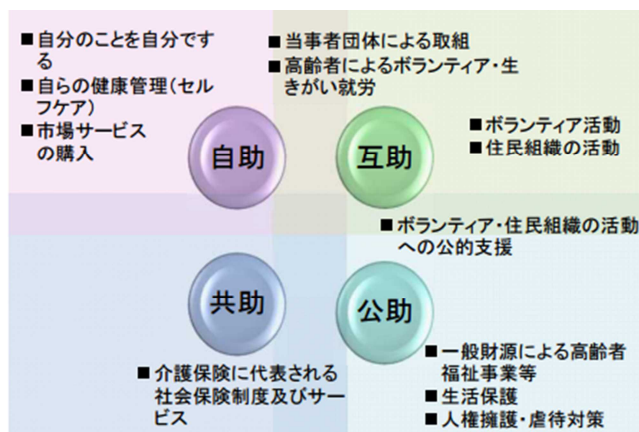 ■ 自分のことを自分です
る
■ 自らの健康管理(セル
フケア)
■ 市場サービス
の購入
■ 当事者団体による取組
■ 高齢者によるボランティア・生
きがい就労
自助
互助
■ ボランティア活動
■ 住民組織の活動
■ ボランティア・住民組織の活動
への公的支援
共助
公助
■ 介護保険に代表される
社会保険制度及びサー
ビス
■ 一般財源による高齢者
福祉事業等
■ 生活保護
■ 人権擁護・虐待対策